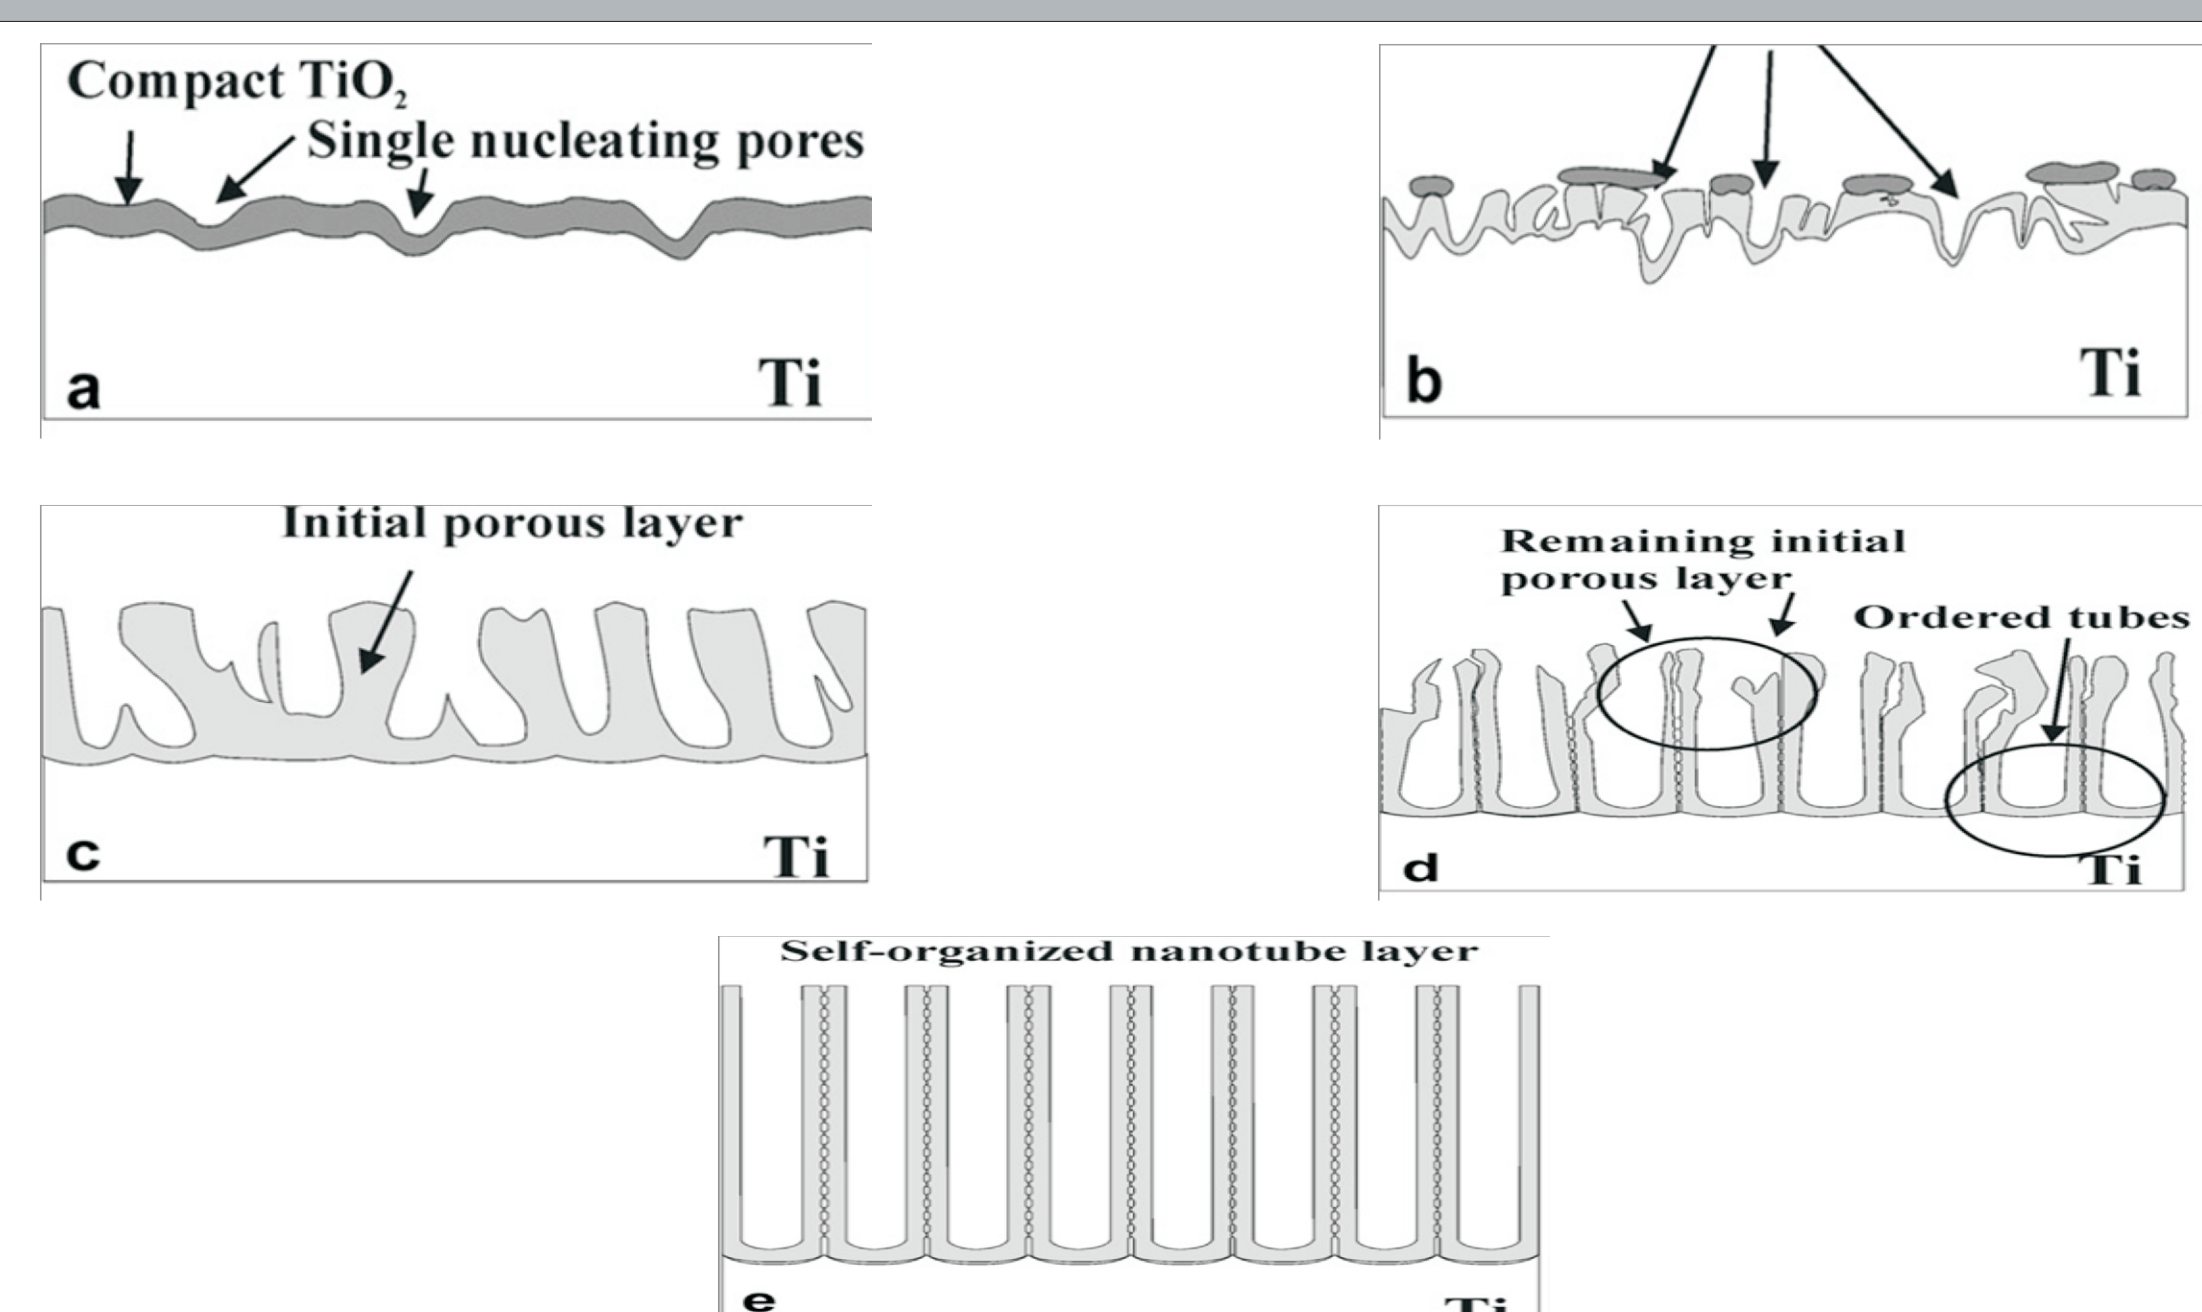 Compact TiO₂
Single nucleating pores
Ti
a
Ti
b
Initial porous layer
Ti
c
Remaining initial
porous layer
Ordered tubes
Ti
d
Self-organized nanotube layer
e
Ti